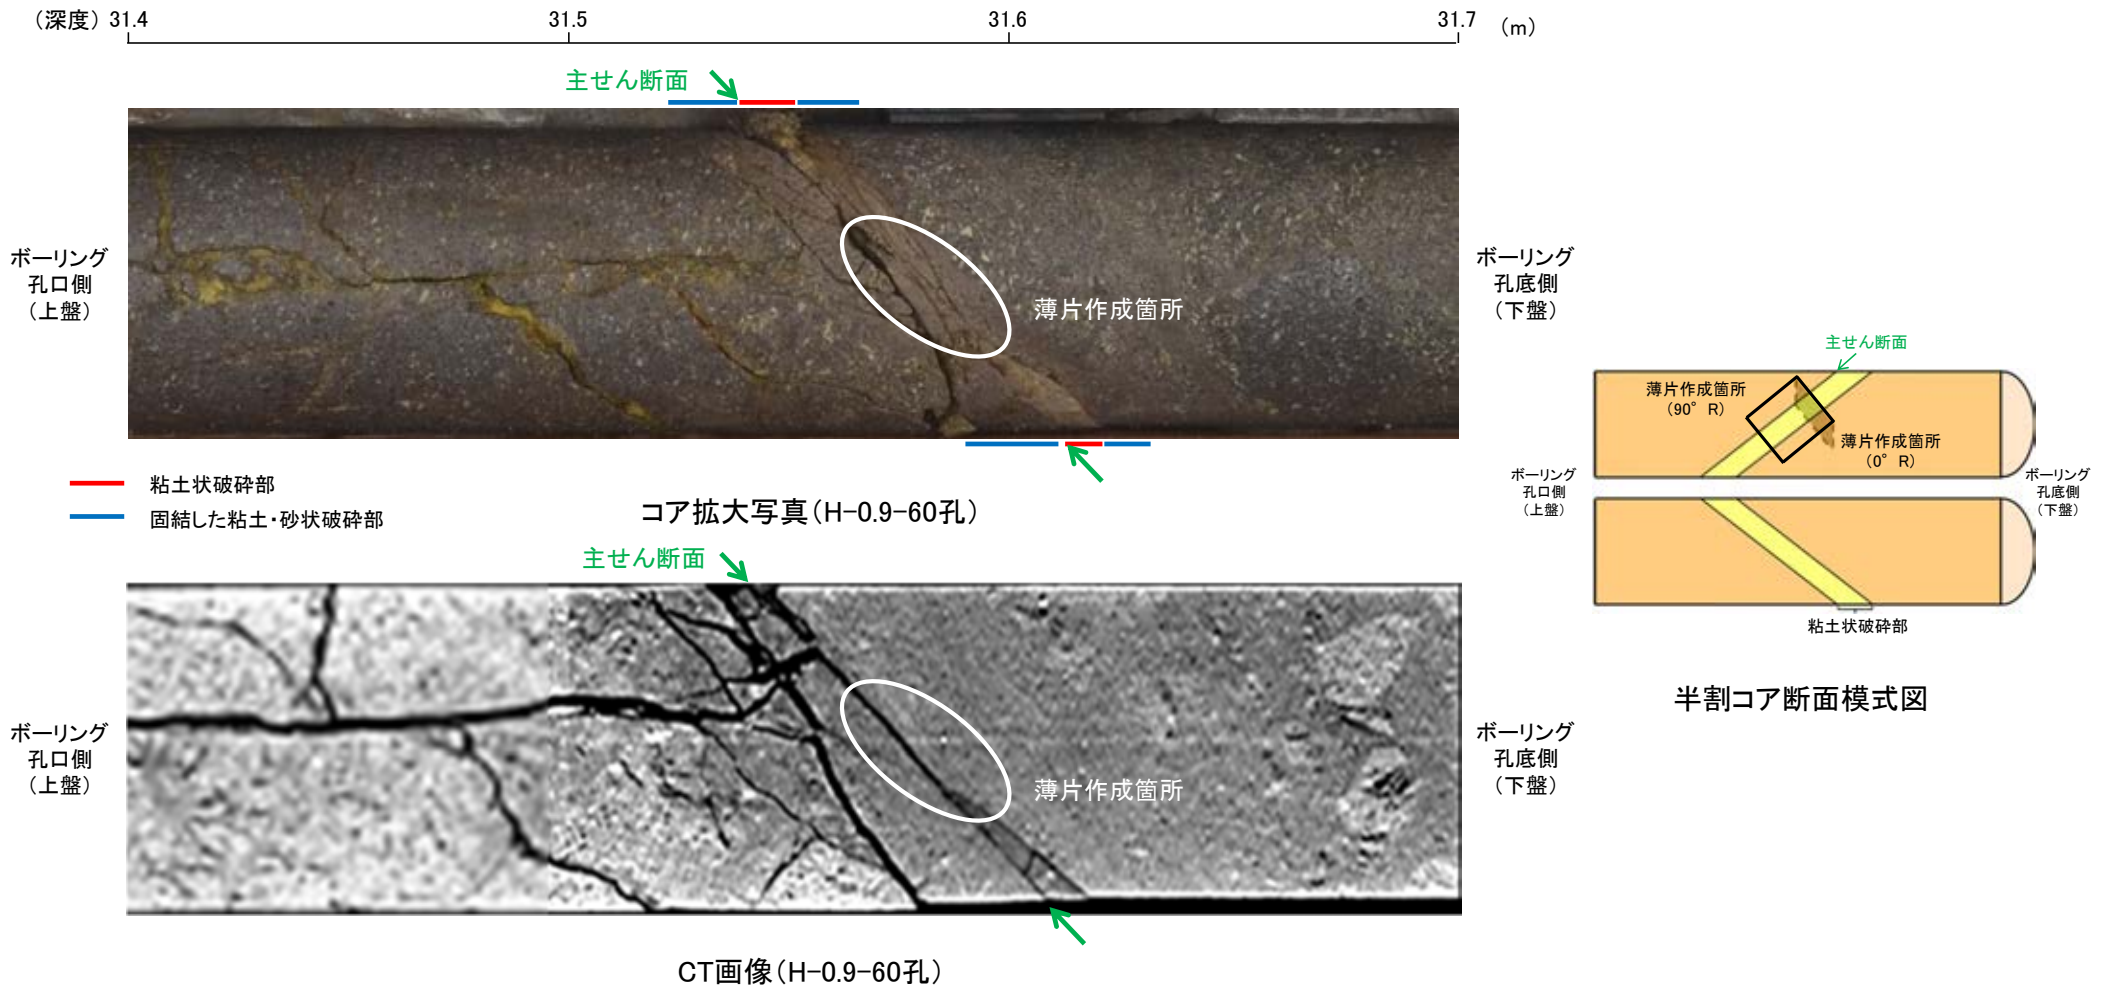 （深度）31.4 31.5 31.6 31.7 （m）
主せん断面
ボーリング
孔口側
（上盤）
薄片作成箇所
ボーリング
孔底側
（下盤）
粘土状破砕部
固結した粘土・砂状破砕部
コア拡大写真（H-0.9-60孔）
主せん断面
ボーリング
孔口側
（上盤）
薄片作成箇所
ボーリング
孔底側
（下盤）
CT画像（H-0.9-60孔）
主せん断面
薄片作成箇所
（90°R）
薄片作成箇所
（0°R）
ボーリング
孔口側
（上盤）
ボーリング
孔底側
（下盤）
粘土状破砕部
半割コア断面模式図